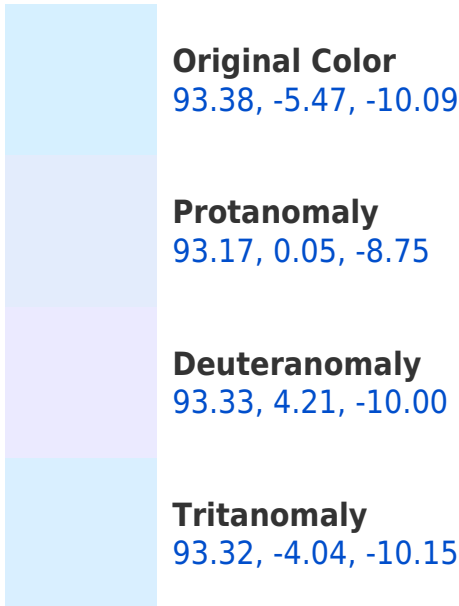 Original Color
93.38, -5.47, -10.09
Protanomaly
93.17, 0.05, -8.75
Deuteranomaly
93.33, 4.21, -10.00
Tritanomaly
93.32, -4.04, -10.15